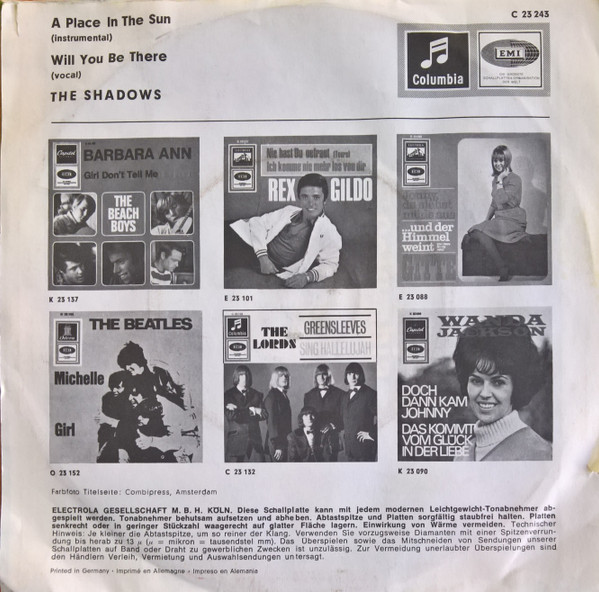 A Place In The Sun
(instrumental)
Will You Be There
(vocal)
THE SHADOWS
C 23 243
Columbia
EMI
Capitol
BARBARA ANN
Girl Don't Tell Me
THE
BEACH
BOYS
K 23 137
Nie hast Du gefragt
Ich komme nie mehr los von dir
REX GILDO
E 23 101
...und der
Himmel
weint
E 23 088
THE BEATLES
Michelle
Girl
O 23 152
Columbia
THE
LORDS
GREENSLEEVES
SING HALLELUJAH
C 23 132
WANDA
JACKSON
Capitol
DOCH
DANN KAM
JOHNNY
DAS KOMMT
VOM GLÜCK
IN DER LIEBE
K 23 090
Farbfoto Titelseite: Combipress, Amsterdam
ELECTROLA GESELLSCHAFT M. B. H. KÖLN. Diese Schallplatte kann mit jedem modernen Leichtgewicht-Tonabnehmer ab-
gespielt werden. Tonabnehmer behutsam aufsetzen und abheben. Abtastspitze und Platten sorgfältig staubfrei halten. Platten
senkrecht oder in geringer Stückzahl waagerecht auf glatter Fläche lagern. Einwirkung von Wärme vermeiden. Technischer
Hinweis: Je kleiner die Abtastspitze, um so reiner der Klang. Verwenden Sie vorzugsweise Diamanten mit einer Spitzenverrun-
dung bis herab zu 13 μ (μ = mikron = tausendstel mm). Das Überspielen sowie das Mitschneiden von Sendungen unserer
Schallplatten auf Band oder Draht zu gewerblichen Zwecken ist unzulässig. Zur Vermeidung unerlaubter Überspielungen sind
den Händlern Verleih, Vermietung und Auswahlsendungen untersagt.
Printed in Germany - Imprimé en Allemagne - Impreso en Alemania